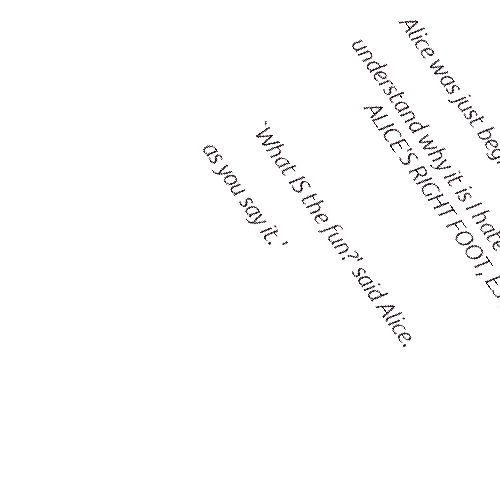 Alice was just
understand why it is I hate
ALICE'S RIGHT FOOT,
`What IS the fun?' said Alice.
as you say it.'